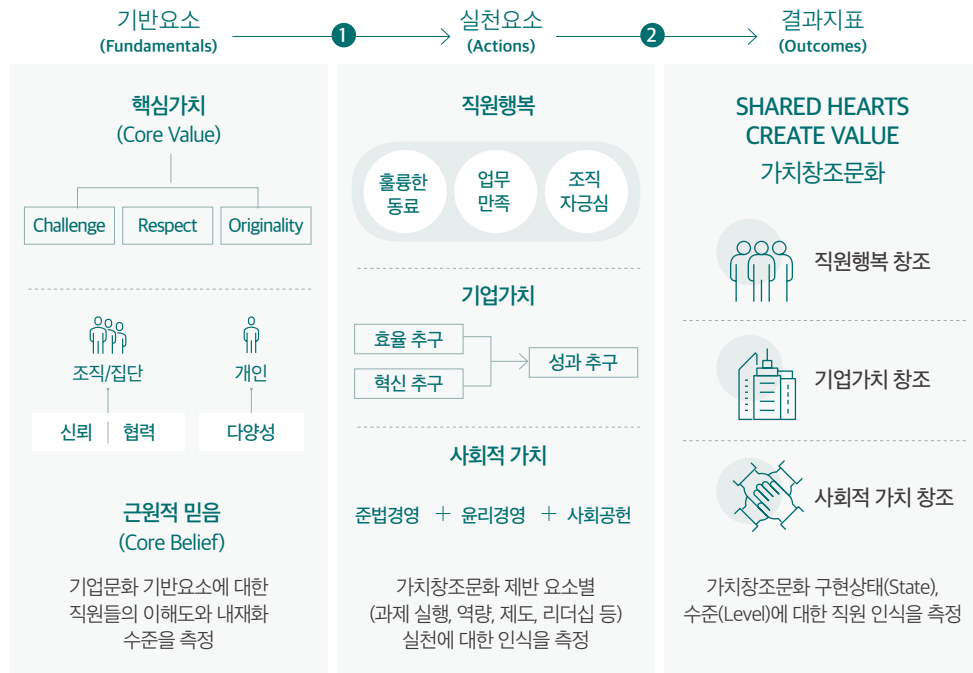 기반요소
(Fundamentals)
1
실천요소
(Actions)
2
결과지표
(Outcomes)
핵심가치
(Core Value)
Challenge
Respect
Originality
조직/집단
개인
신뢰
협력
다양성
근원적 믿음
(Core Belief)
기업문화 기반요소에 대한
직원들의 이해도와 내재화
수준을 측정
직원행복
훌륭한
동료
업무
만족
조직
자긍심
기업가치
효율 추구
혁신 추구
성과 추구
사회적 가치
준법경영 + 윤리경영 + 사회공헌
가치창조문화 제반 요소별
(과제 실행, 역량, 제도, 리더십 등)
실천에 대한 인식을 측정
SHARED HEARTS
CREATE VALUE
가치창조문화
직원행복 창조
기업가치 창조
사회적 가치 창조
가치창조문화 구현상태(State),
수준(Level)에 대한 직원 인식을 측정